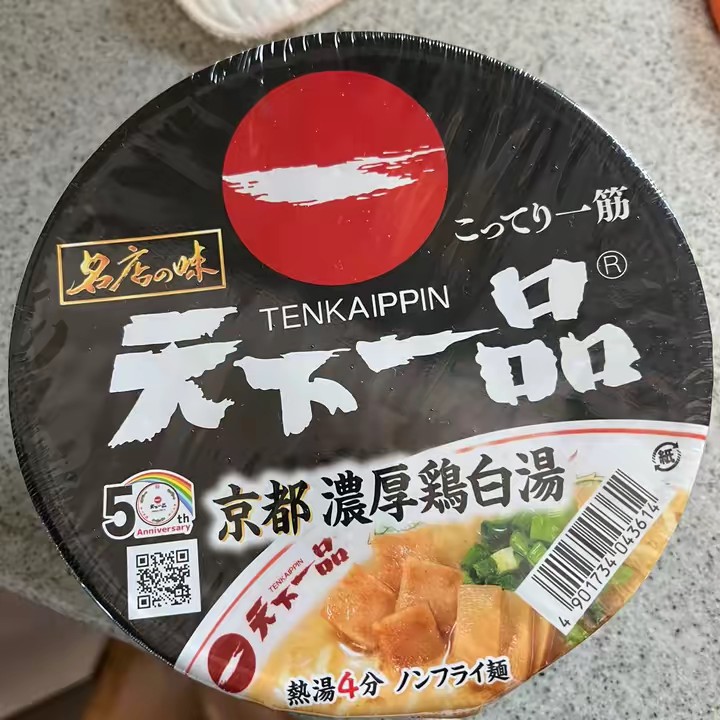 こってり一筋
名店の味
TENKAIPPIN
天下一品®
50th
Anniversary
京都 濃厚鶏白湯
紙
TENKAIPPIN
天下一品
熱湯4分 ノンフライ麺
4 901734 043614